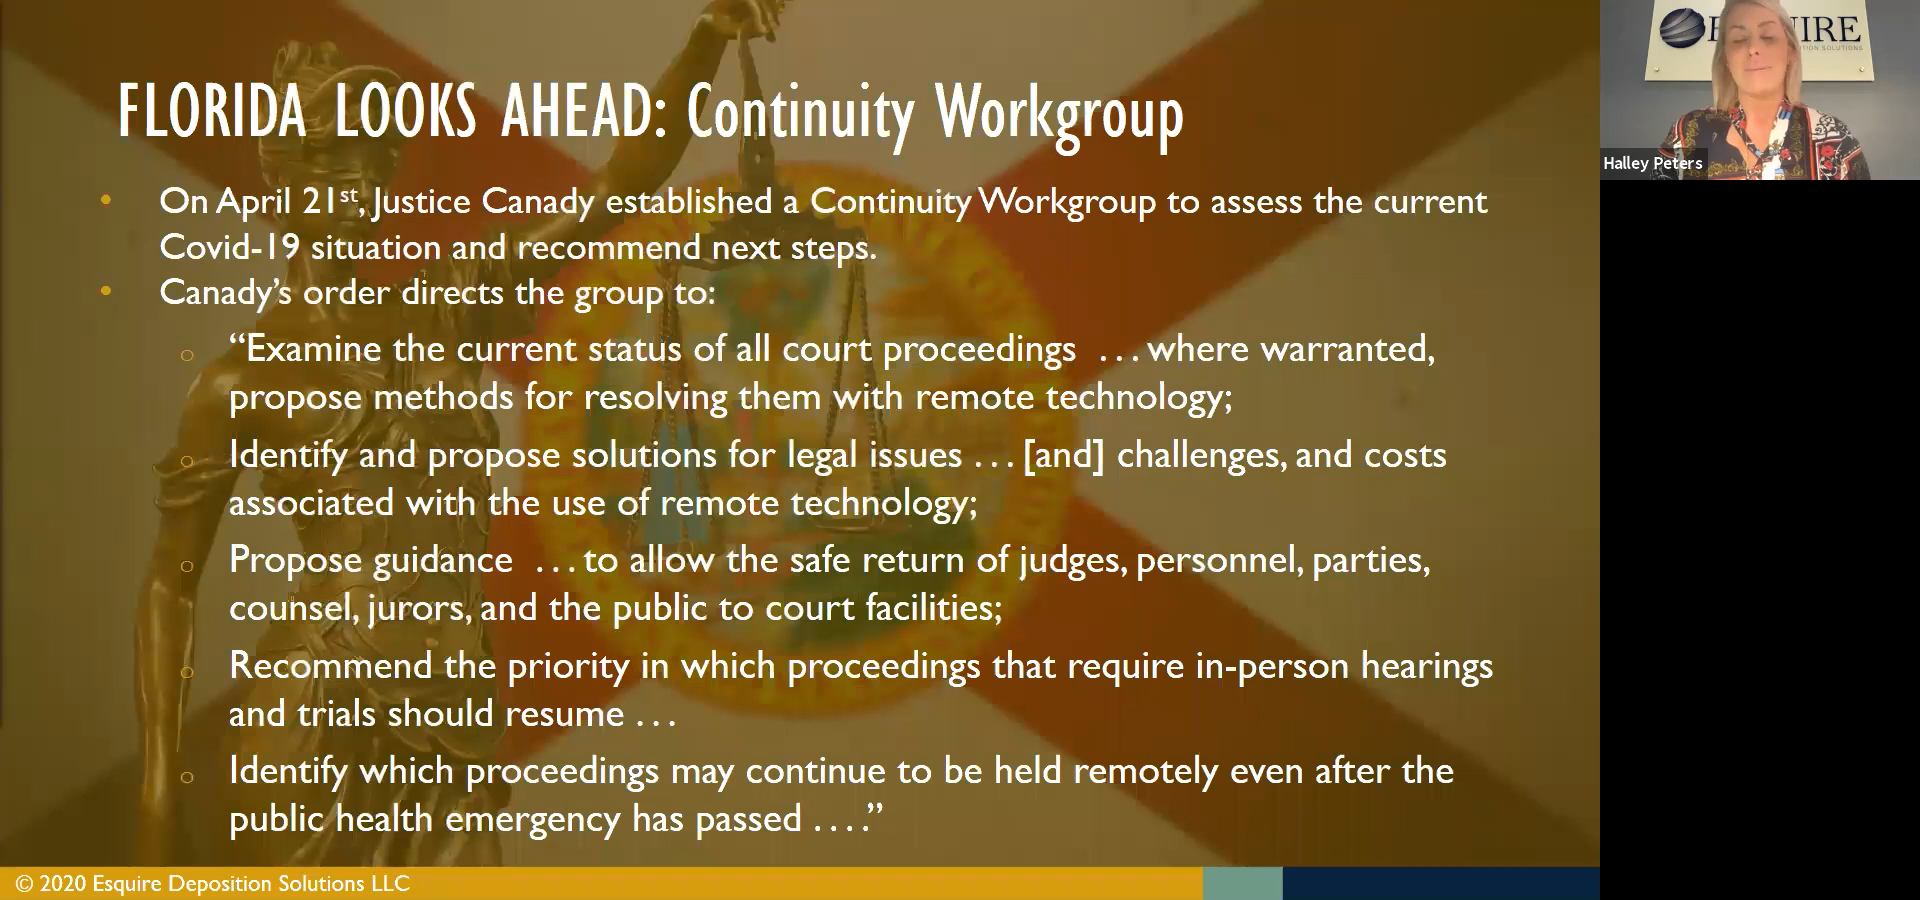 FLORIDA LOOKS AHEAD: Continuity Workgroup
• On April 21st, Justice Canady established a Continuity Workgroup to assess the current
Covid-19 situation and recommend next steps.
• Canady's order directs the group to:
○ “Examine the current status of all court proceedings ... where warranted,
propose methods for resolving them with remote technology;
○ Identify and propose solutions for legal issues ... [and] challenges, and costs
associated with the use of remote technology;
○ Propose guidance ... to allow the safe return of judges, personnel, parties,
counsel, jurors, and the public to court facilities;
○ Recommend the priority in which proceedings that require in-person hearings
and trials should resume ...
○ Identify which proceedings may continue to be held remotely even after the
public health emergency has passed ....”
© 2020 Esquire Deposition Solutions LLC
Halley Peters